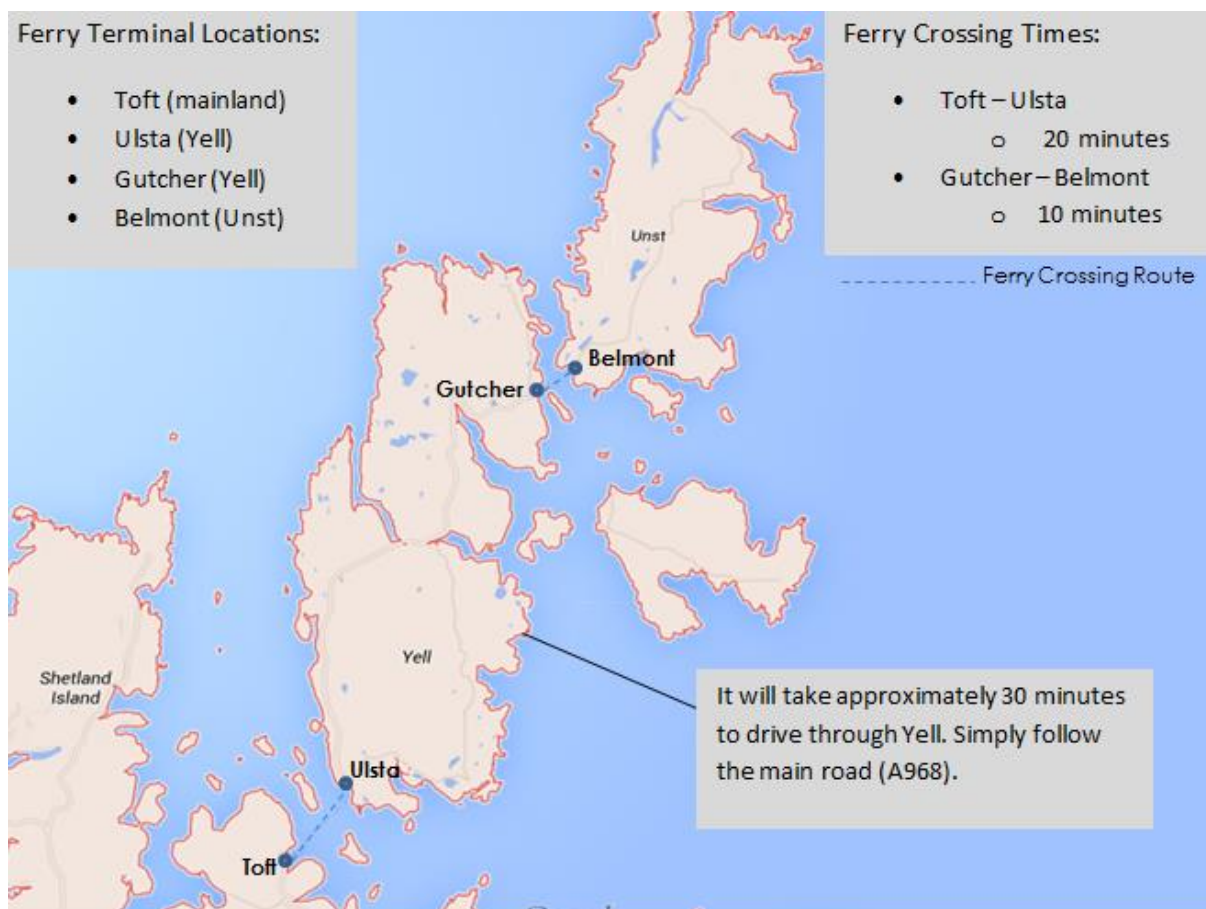 Ferry Terminal Locations:
• Toft (mainland)
• Ulsta (Yell)
• Gutcher (Yell)
• Belmont (Unst)
Ferry Crossing Times:
• Toft – Ulsta
o 20 minutes
• Gutcher – Belmont
o 10 minutes
---------- Ferry Crossing Route
Unst
Belmont
Gutcher
Yell
Shetland
Island
It will take approximately 30 minutes
to drive through Yell. Simply follow
the main road (A968).
Ulsta
Toft